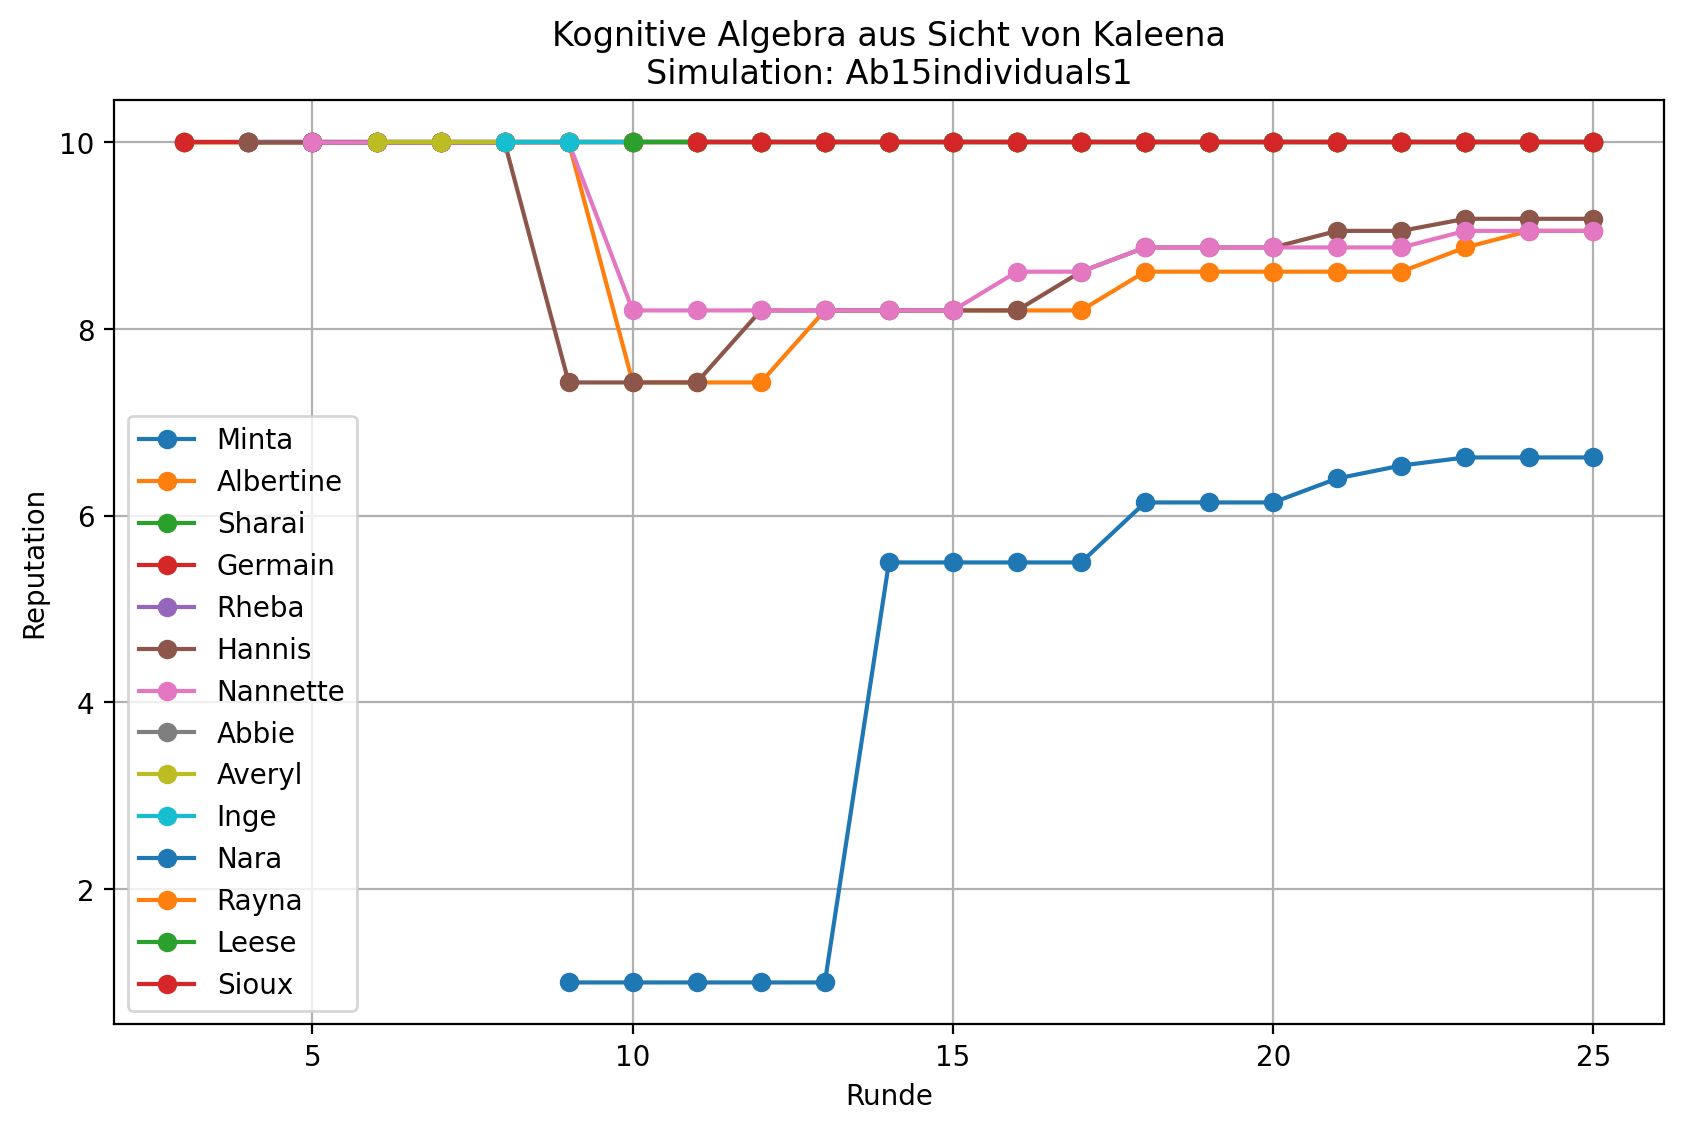 Kognitive Algebra aus Sicht von Kaleena
Simulation: Ab15individuals1
Reputation
10
8
6
4
2
Minta
Albertine
Sharai
Germain
Rheba
Hannis
Nannette
Abbie
Averyl
Inge
Nara
Rayna
Leese
Sioux
5
10
15
20
25
Runde